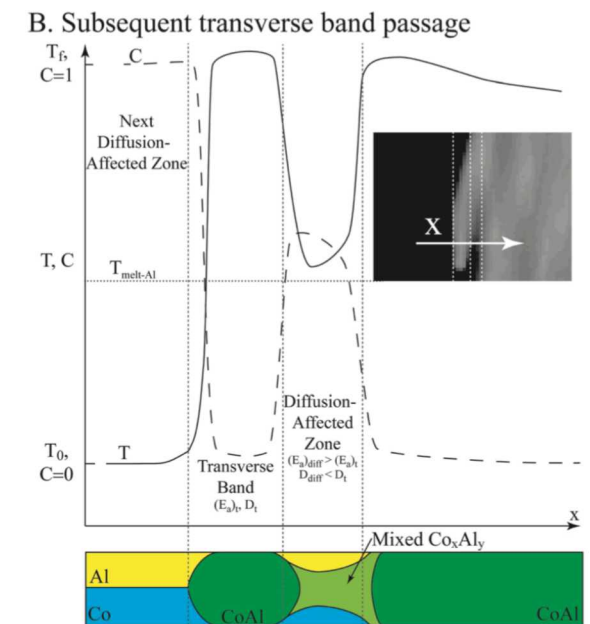 B. Subsequent transverse band passage
T_f,
C=1
C
Next
Diffusion-
Affected Zone
X
T, C
T_melt-Al
Diffusion-
Affected
Zone
(E_a)_diff > (E_a)_t
D_diff < D_t
T_0,
C=0
T
Transverse
Band
(E_a)_t, D_t
x
Mixed Co_xAl_y
Al
Co
CoAl
CoAl